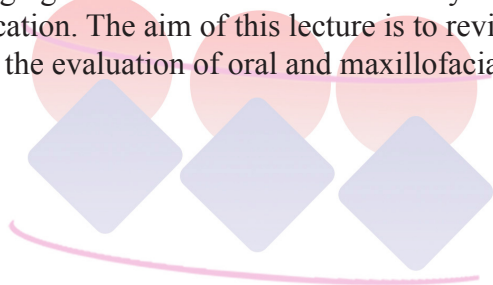 cation. The aim of this lecture is to revi
the evaluation of oral and maxillofacia